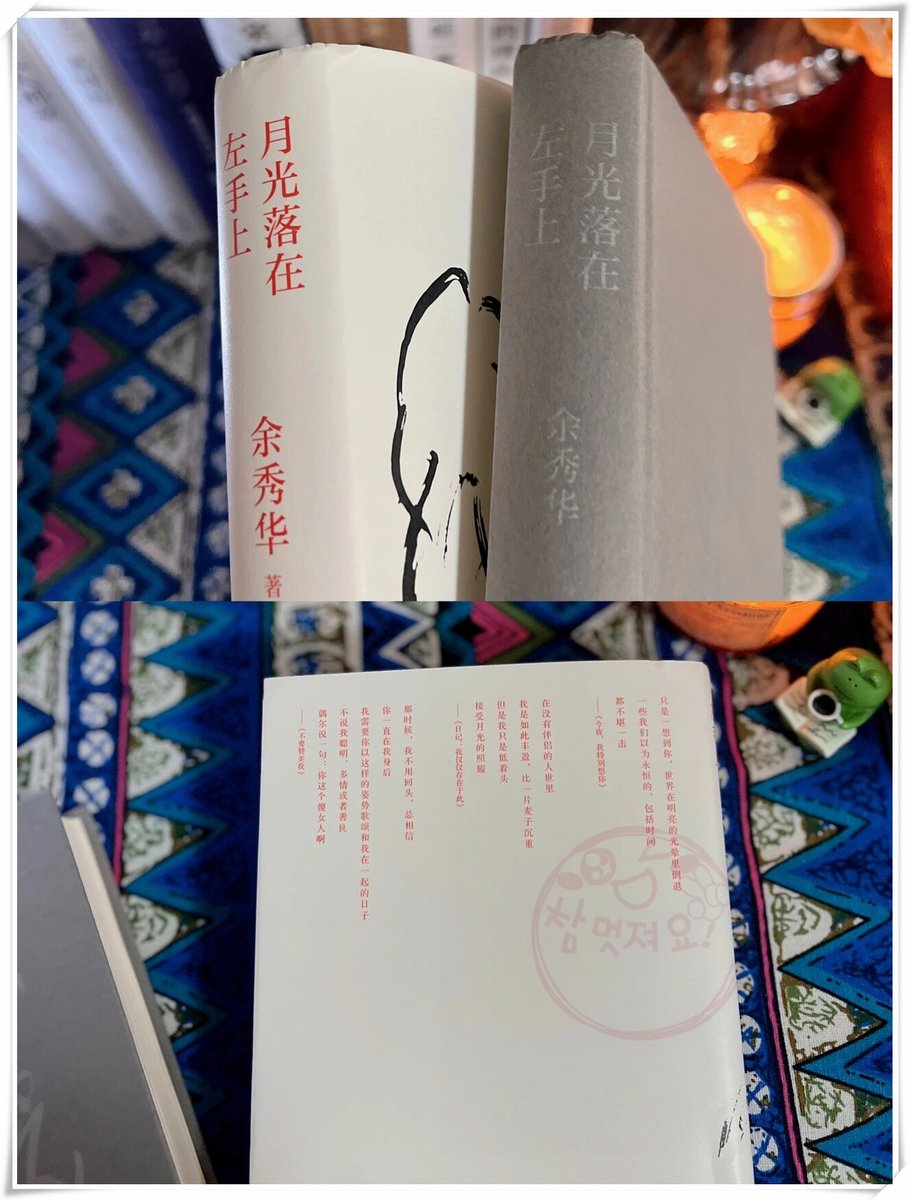 月光落在
左手上
余秀华 著
月光落在
左手上
余秀华
只是一想到你，世界在明亮的光晕里倒退
一些我们以为永恒的，包括时间
都不堪一击
——《今夜，我特别想你》
在没有伴侣的人世里
我是如此丰盈，比一片麦子沉重
但是我只是低着头
接受月光的照耀
——《日记：我仅仅存在于此》
那时候，我不用回头，总相信
你一直在我身后
我需要你以这样的姿势歌颂和我在一起的日子
不说我聪明，多情或者善良
偶尔说一句：你这个傻女人啊
——《不要赞美我》
참 멋져요!